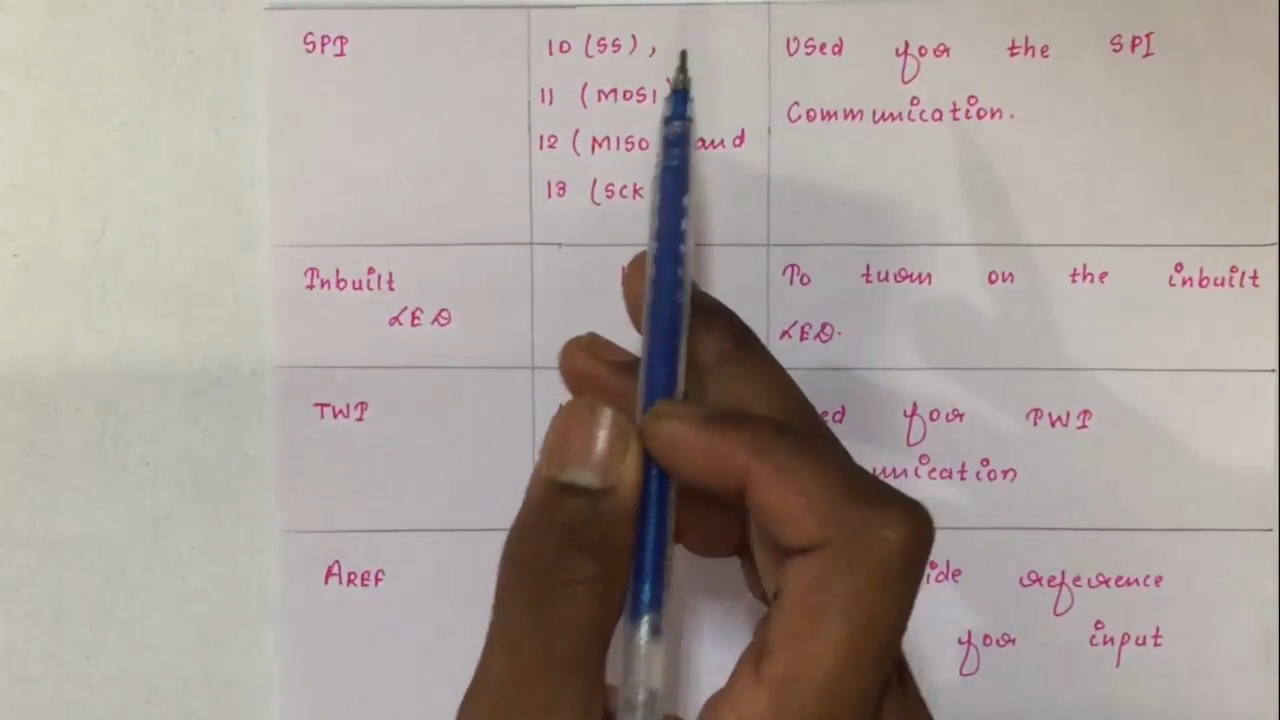 SPI
10 (SS),
11 (MOSI)
12 (MISO and
13 (SCK
Used for the SPI
Communication.
Inbuilt
LED
To turn on the inbuilt
LED.
TWI
for TWI
AREF
reference
for input